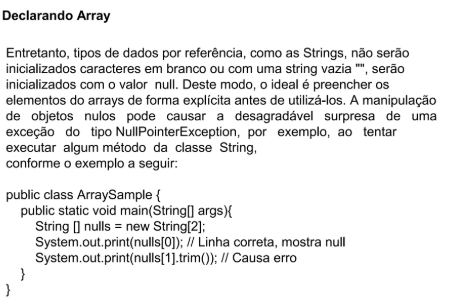 Declarando Array
Entretanto, tipos de dados por referência, como as Strings, não serão
inicializados caracteres em branco ou com uma string vazia "", serão
inicializados com o valor null. Deste modo, o ideal é preencher os
elementos do arrays de forma explícita antes de utilizá-los. A manipulação
de objetos nulos pode causar a desagradável surpresa de uma
exceção do tipo NullPointerException, por exemplo, ao tentar
executar algum método da classe String,
conforme o exemplo a seguir:
public class ArraySample {
public static void main(String[] args){
String [] nulls = new String[2];
System.out.print(nulls[0]); // Linha correta, mostra null
System.out.print(nulls[1].trim()); // Causa erro
}
}